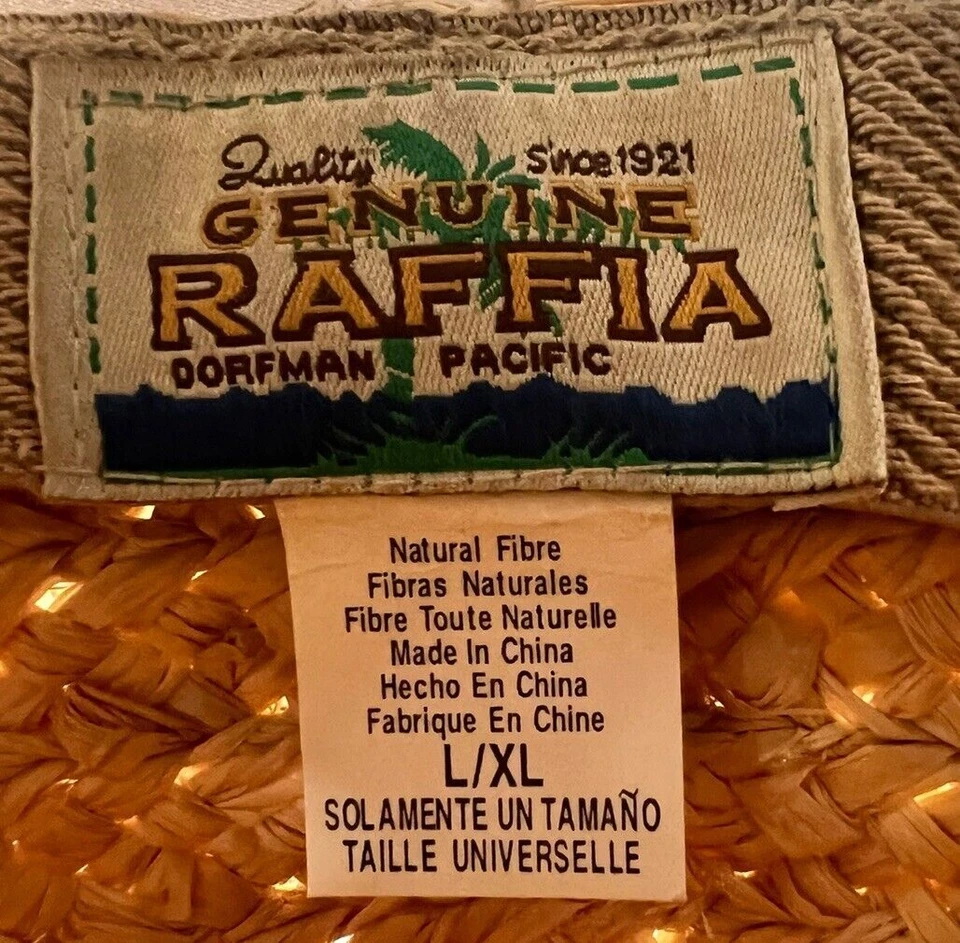 Quality Since 1921
GENUINE
RAFFIA
DORFMAN PACIFIC
Natural Fibre
Fibras Naturales
Fibre Toute Naturelle
Made In China
Hecho En China
Fabrique En Chine
L/XL
SOLAMENTE UN TAMAÑO
TAILLE UNIVERSELLE